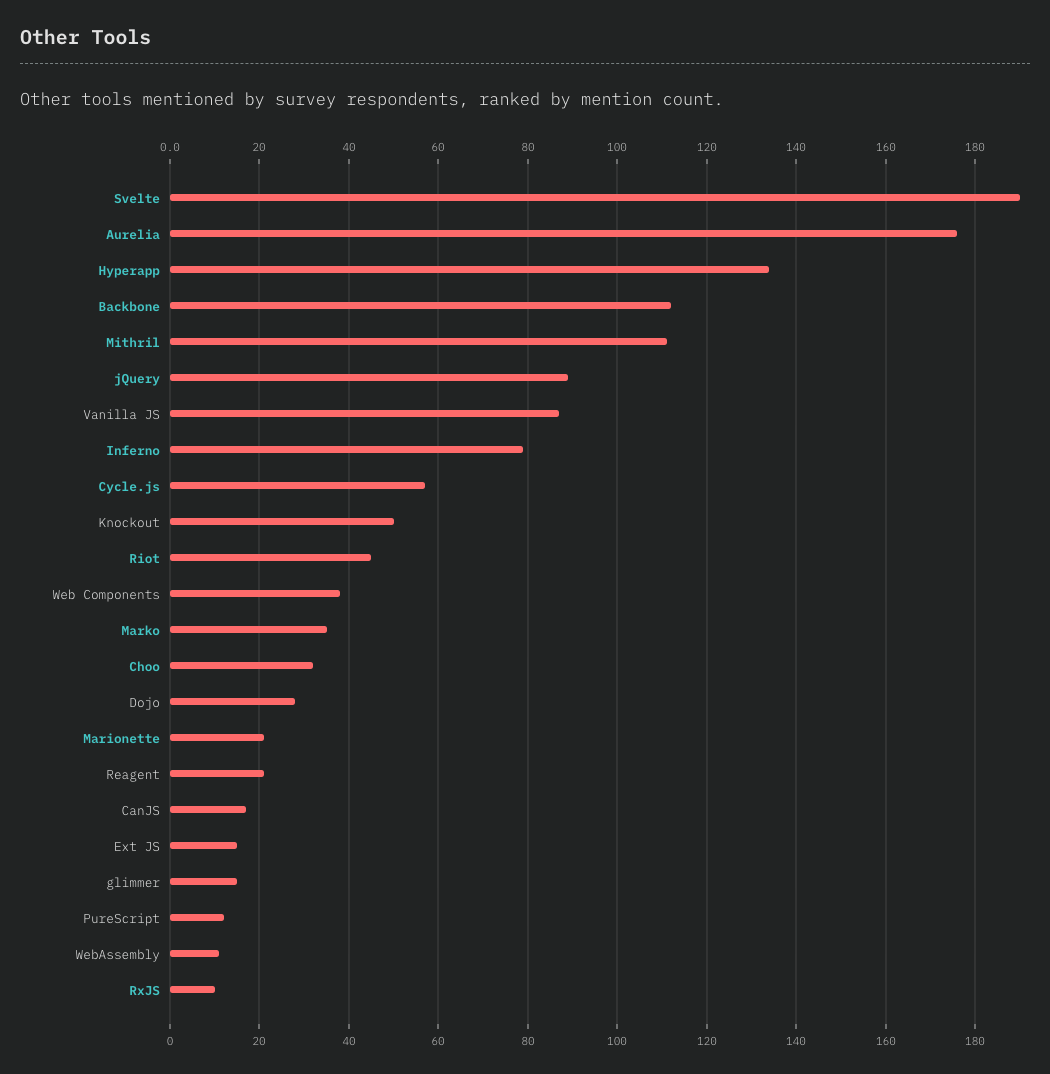 Other Tools
Other tools mentioned by survey respondents, ranked by mention count.
0.0 20 40 60 80 100 120 140 160 180
Svelte
Aurelia
Hyperapp
Backbone
Mithril
jQuery
Vanilla JS
Inferno
Cycle.js
Knockout
Riot
Web Components
Marko
Choo
Dojo
Marionette
Reagent
CanJS
Ext JS
glimmer
PureScript
WebAssembly
RxJS
0 20 40 60 80 100 120 140 160 180